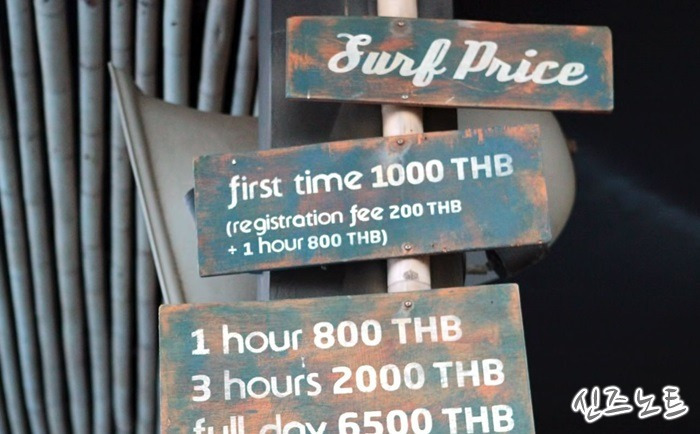 Surf Price
first time 1000 THB
(registration fee 200 THB
+ 1 hour 800 THB)
1 hour 800 THB
3 hours 2000 THB
full day 6500 THB
신즈노트